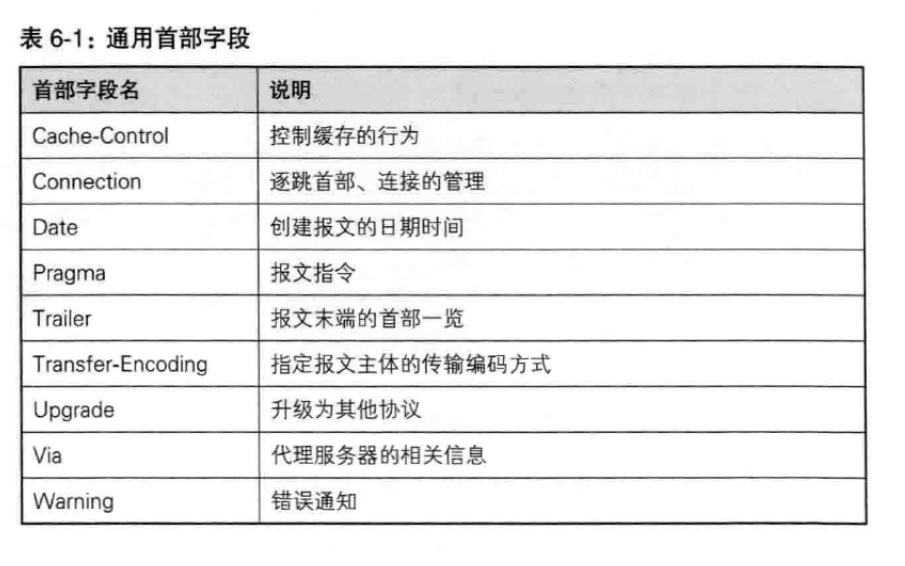 表 6-1：通用首部字段
首部字段名 说明
Cache-Control 控制缓存的行为
Connection 逐跳首部、连接的管理
Date 创建报文的日期时间
Pragma 报文指令
Trailer 报文末端的首部一览
Transfer-Encoding 指定报文主体的传输编码方式
Upgrade 升级为其他协议
Via 代理服务器的相关信息
Warning 错误通知